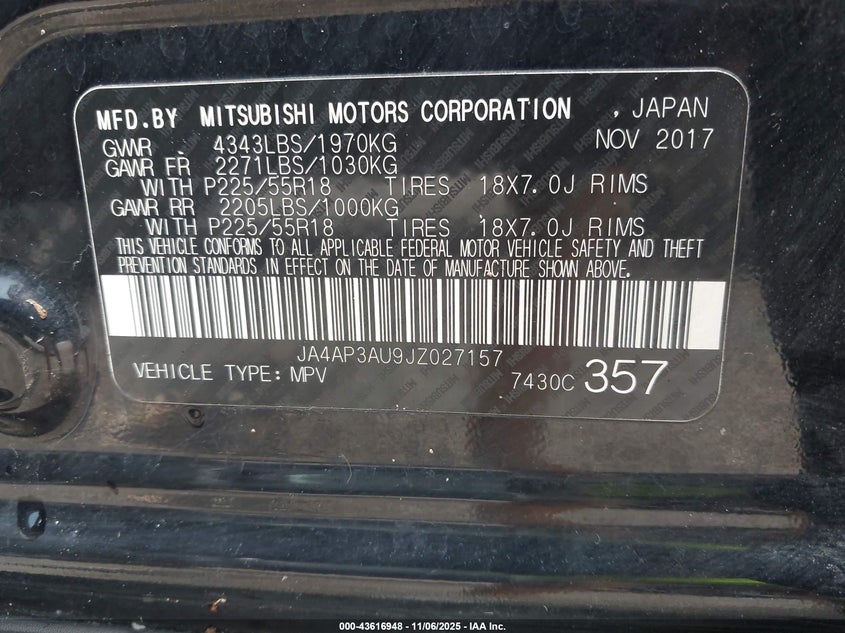 MFD.BY MITSUBISHI MOTORS CORPORATION , JAPAN
GVWR . 4343LBS/1970KG NOV 2017
GAWR FR 2271LBS/1030KG
WITH P225/55R18 TIRES 18X7.0J RIMS
GAWR RR 2205LBS/1000KG
WITH P225/55R18 TIRES 18X7.0J RIMS
THIS VEHICLE CONFORMS TO ALL APPLICABLE FEDERAL MOTOR VEHICLE SAFETY AND THEFT
PREVENTION STANDARDS IN EFFECT ON THE DATE OF MANUFACTURE SHOWN ABOVE.
JA4AP3AU9JZ027157
VEHICLE TYPE: MPV 7430C 357
000-43616948 - 11/06/2025 - IAA Inc.